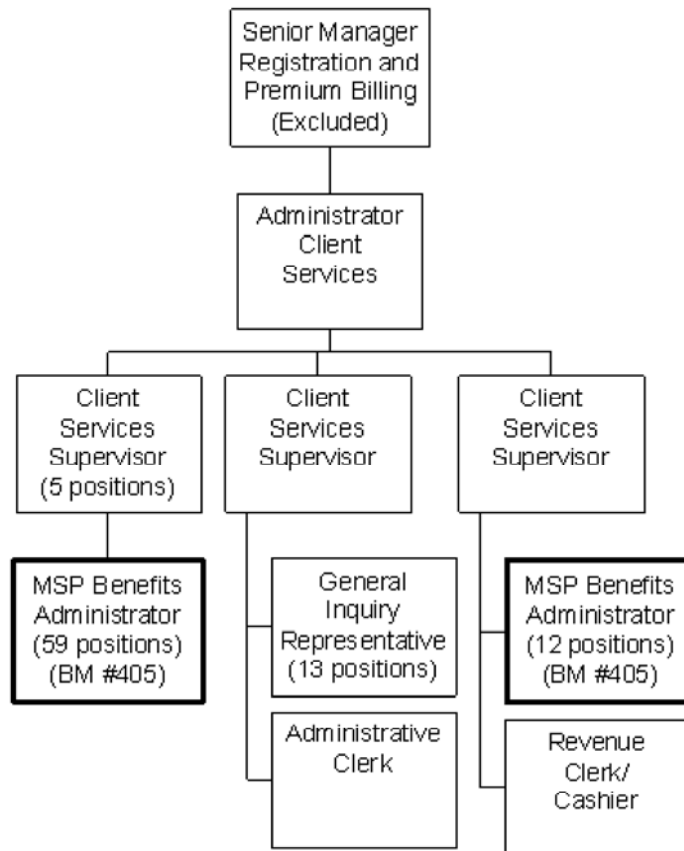 Senior Manager
Registration and
Premium Billing
(Excluded)
Administrator
Client
Services
Client
Services
Supervisor
(5 positions)
Client
Services
Supervisor
Client
Services
Supervisor
MSP Benefits
Administrator
(59 positions)
(BM #405)
General
Inquiry
Representative
(13 positions)
MSP Benefits
Administrator
(12 positions)
(BM #405)
Administrative
Clerk
Revenue
Clerk/
Cashier